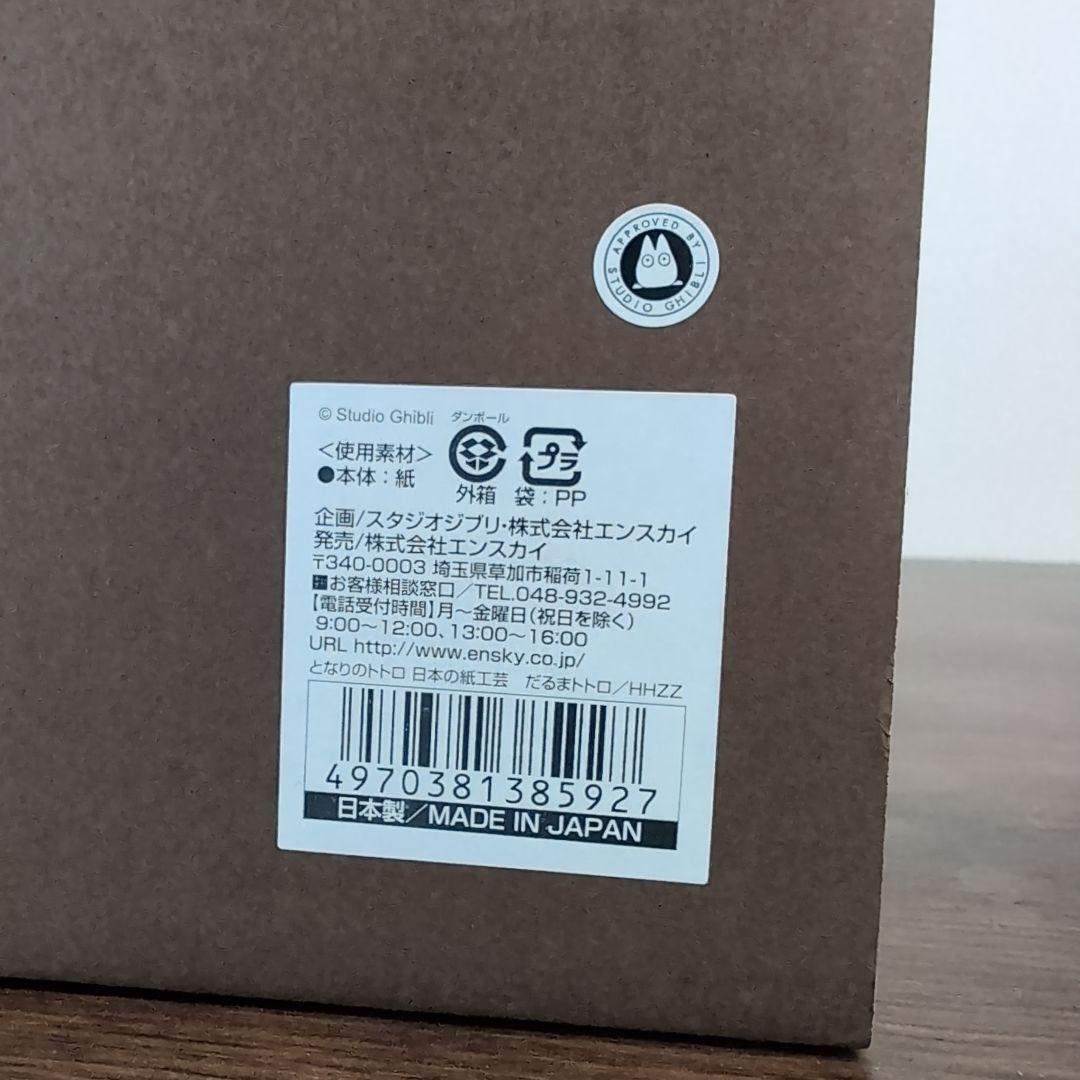 APPROVED BY
STUDIO GHIBLI
© Studio Ghibli
ダンボール
<使用素材>
プラ
●本体：紙
外箱 袋：PP
企画/スタジオジブリ・株式会社エンスカイ
発売/株式会社エンスカイ
〒340-0003 埼玉県草加市稲荷1-11-1
お客様相談窓口/TEL.048-932-4992
【電話受付時間】月～金曜日(祝日を除く)
9:00～12:00、13:00～16:00
URL http://www.ensky.co.jp/
となりのトトロ 日本の紙工芸 だるまトトロ/HHZZ
4970381385927
日本製/MADE IN JAPAN